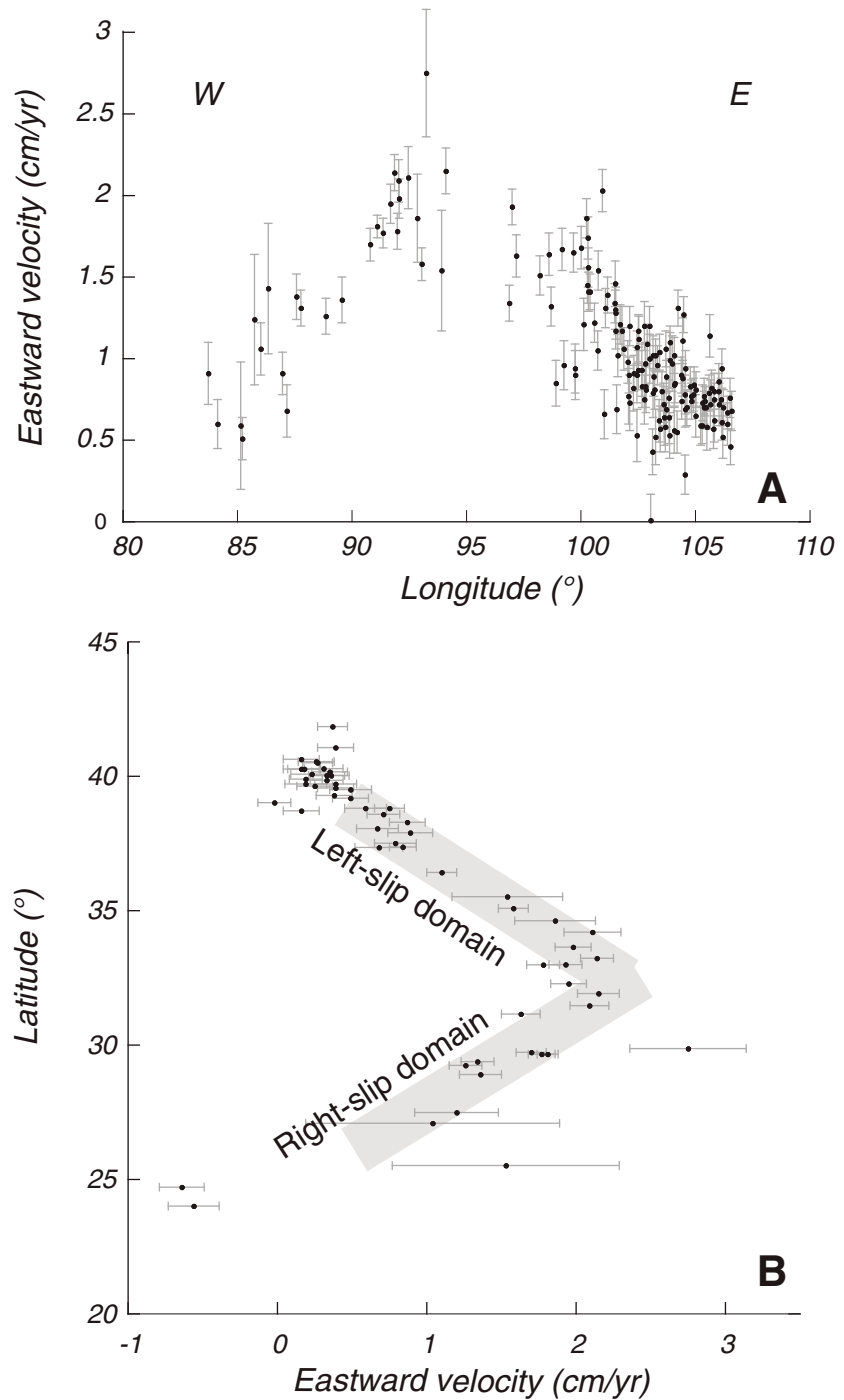 3
2.5
2
1.5
1
0.5
0
Eastward velocity (cm/yr)
W
E
A
80 85 90 95 100 105 110
Longitude (°)
45
40
35
30
25
20
Latitude (°)
Left-slip domain
Right-slip domain
B
-1 0 1 2 3
Eastward velocity (cm/yr)